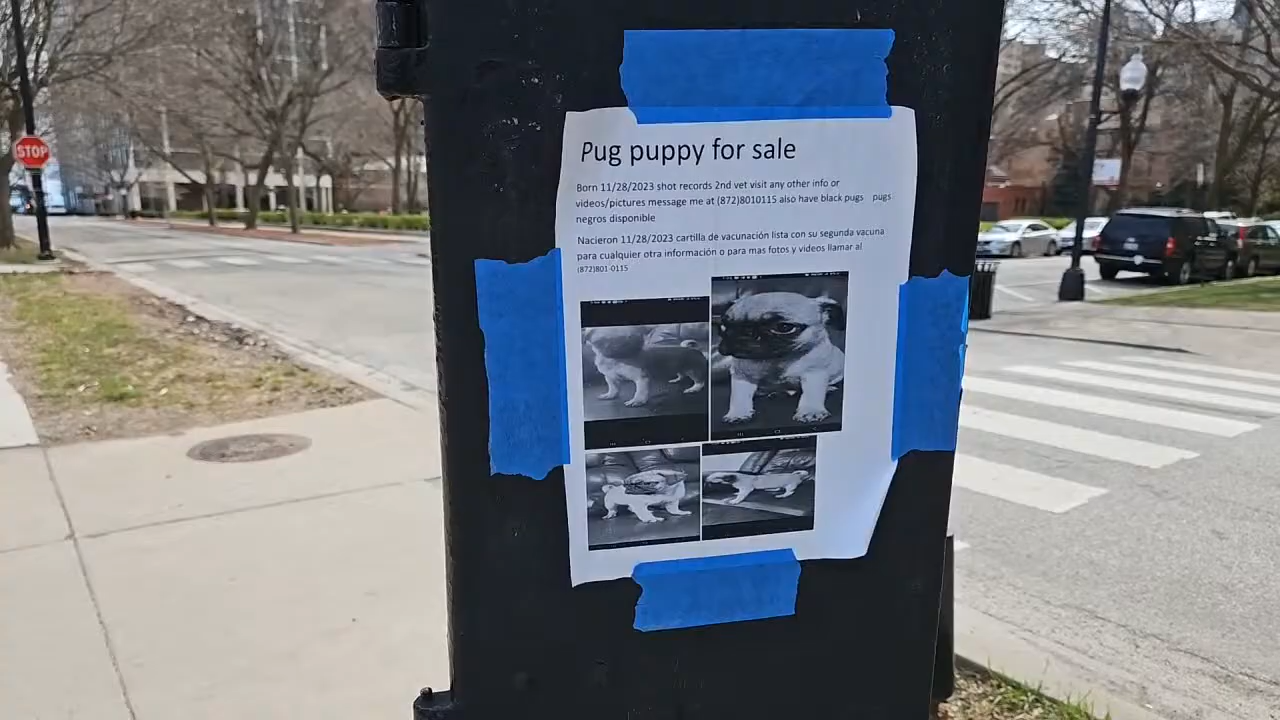 STOP
Pug puppy for sale
Born 11/28/2023 shot records 2nd vet visit any other info or
videos/pictures message me at (872)8010115 also have black pugs pugs
negros disponible
Nacieron 11/28/2023 cartilla de vacunación lista con su segunda vacuna
para cualquier otra información o para mas fotos y videos llamar al
(872)801-0115